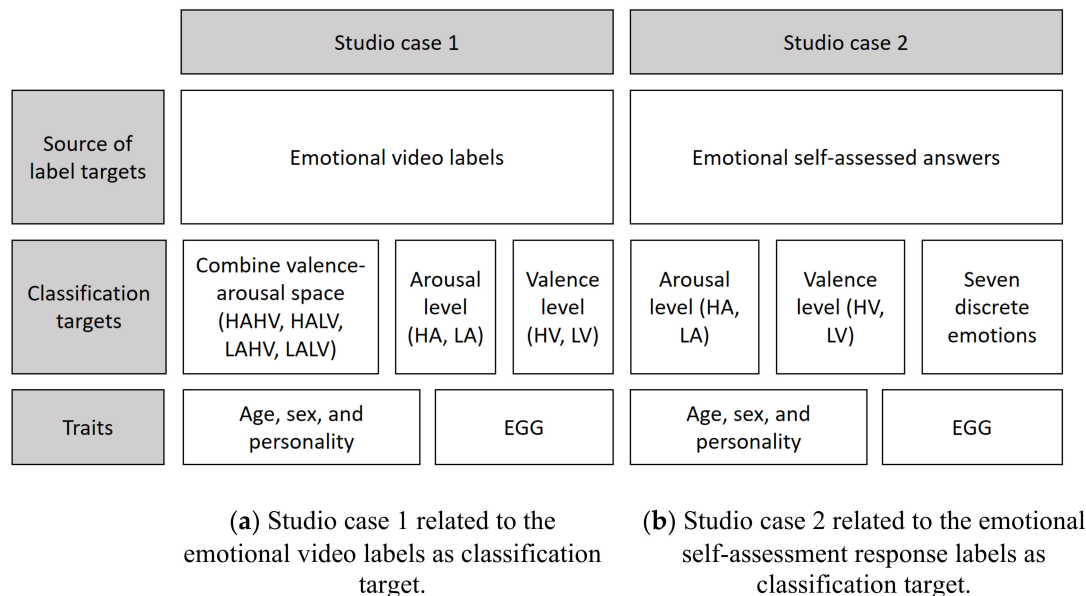 Studio case 1
Studio case 2
Source of
label targets
Emotional video labels
Emotional self-assessed answers
Classification
targets
Combine valence-
arousal space
(HAHV, HALV,
LAHV, LALV)
Arousal
level
(HA, LA)
Valence
level
(HV, LV)
Arousal
level (HA,
LA)
Valence
level (HV,
LV)
Seven
discrete
emotions
Traits
Age, sex, and
personality
EGG
Age, sex, and
personality
EGG
(a) Studio case 1 related to the
emotional video labels as classification
target.
(b) Studio case 2 related to the emotional
self-assessment response labels as
classification target.